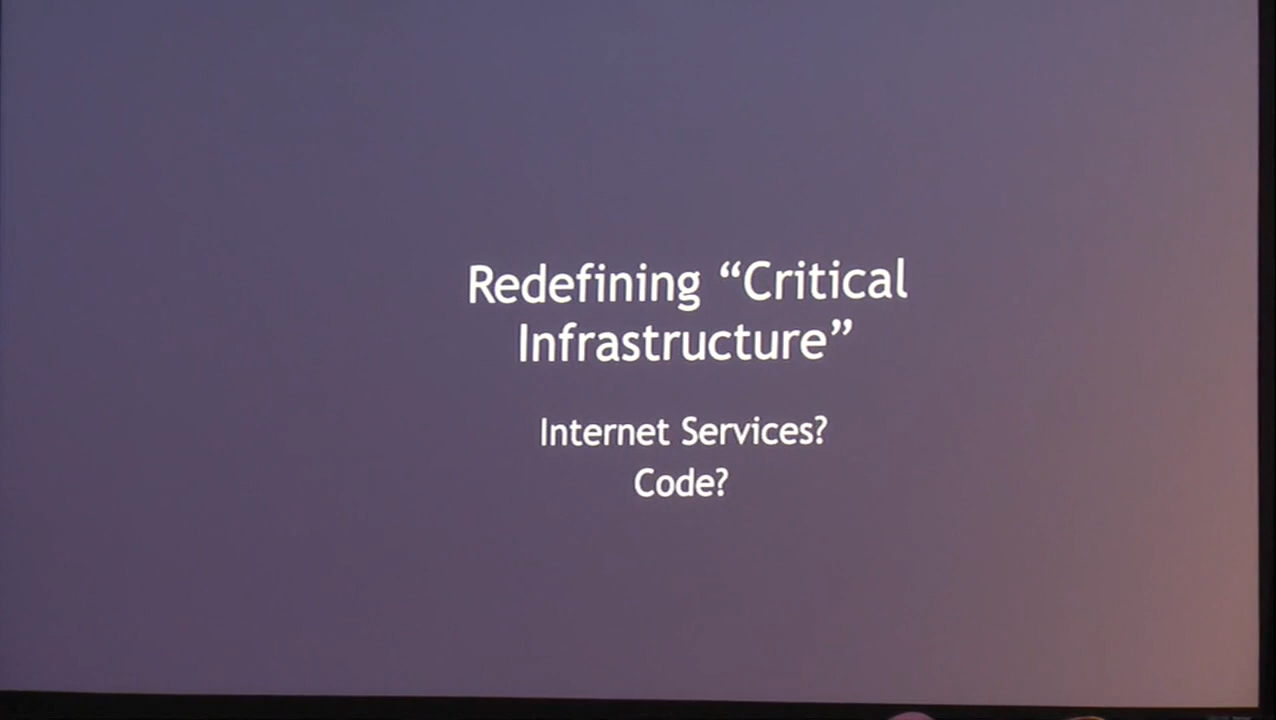 Redefining “Critical
Infrastructure”
Internet Services?
Code?